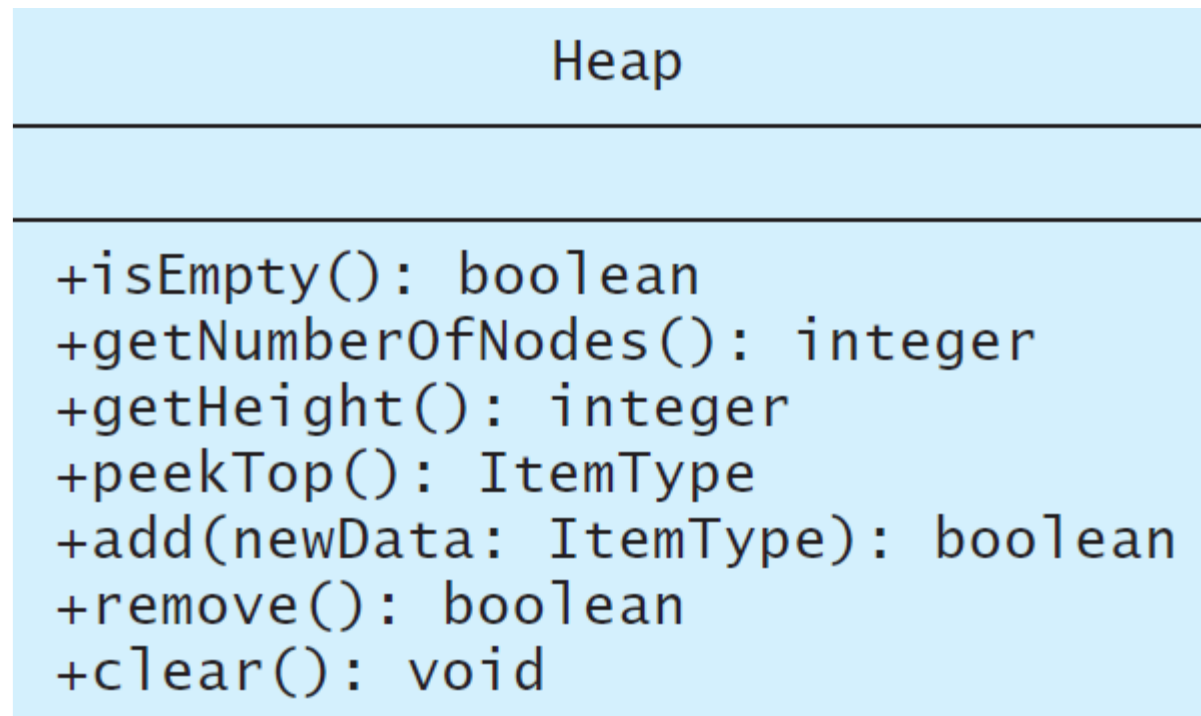 Heap
+isEmpty(): boolean
+getNumberOfNodes(): integer
+getHeight(): integer
+peekTop(): ItemType
+add(newData: ItemType): boolean
+remove(): boolean
+clear(): void